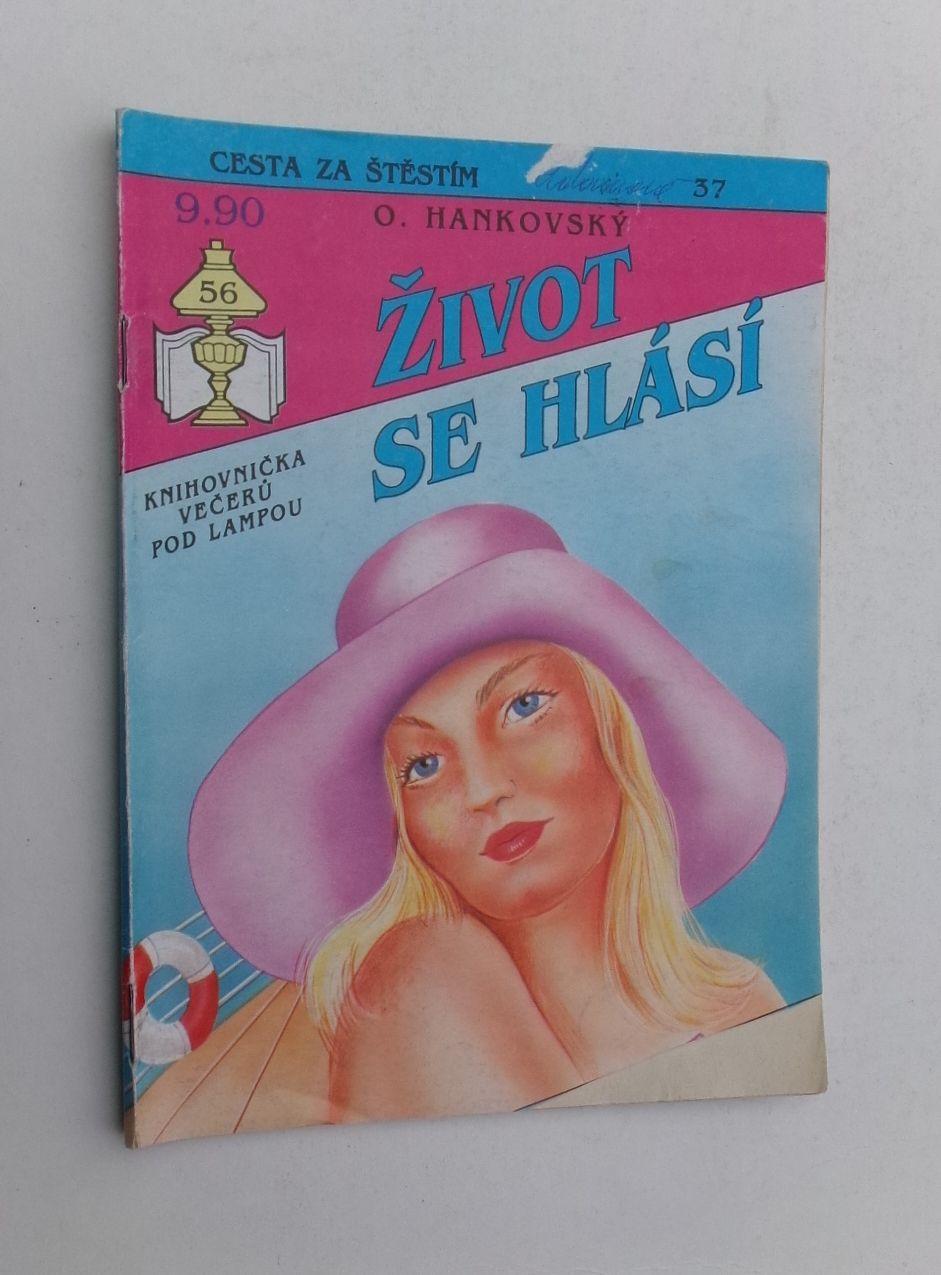 CESTA ZA ŠTĚSTÍM
37
9.90
O. HANKOVSKÝ
56
ŽIVOT
SE HLÁSÍ
KNIHOVNIČKA
VEČERŮ
POD LAMPOU